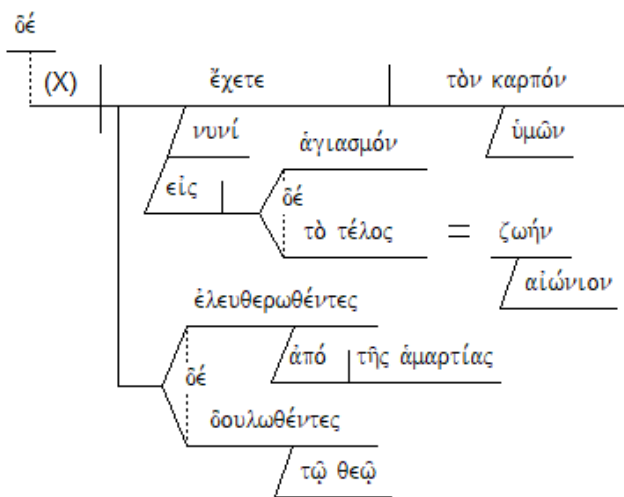 δέ
(X) ἔχετε τὸν καρπόν
νυνί ἁγιασμόν ὑμῶν
εἰς δέ
τὸ τέλος = ζωήν
αἰώνιον
ἐλευθερωθέντες
δέ ἀπό τῆς ἁμαρτίας
δουλωθέντες
τῷ θεῷ